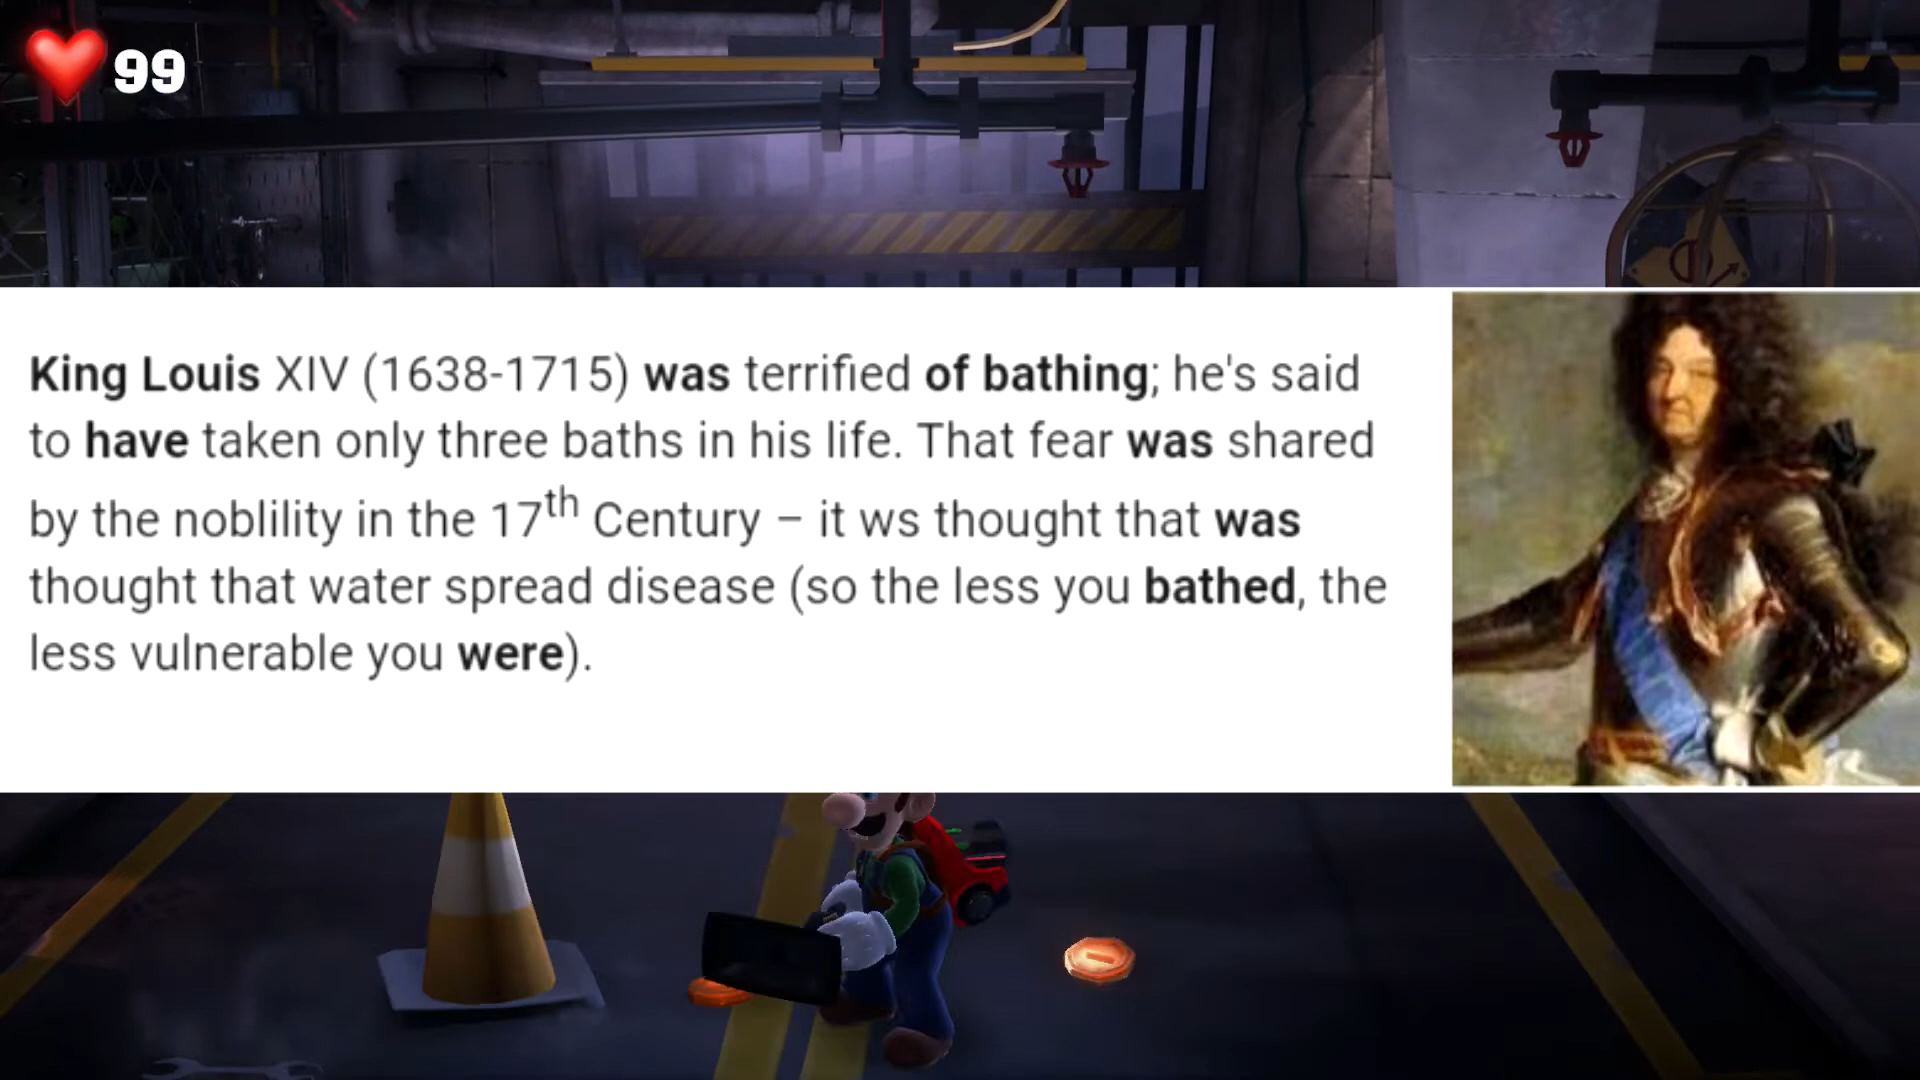 99
King Louis XIV (1638-1715) was terrified of bathing; he's said
to have taken only three baths in his life. That fear was shared
by the noblility in the 17th Century – it ws thought that was
thought that water spread disease (so the less you bathed, the
less vulnerable you were).